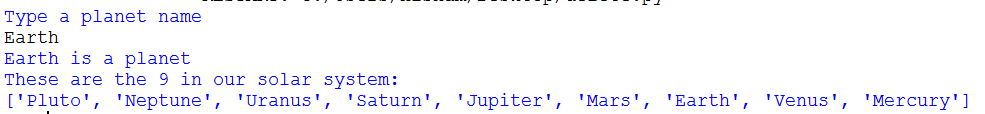 Type a planet name
Earth
Earth is a planet
These are the 9 in our solar system:
['Pluto', 'Neptune', 'Uranus', 'Saturn', 'Jupiter', 'Mars', 'Earth', 'Venus', 'Mercury']